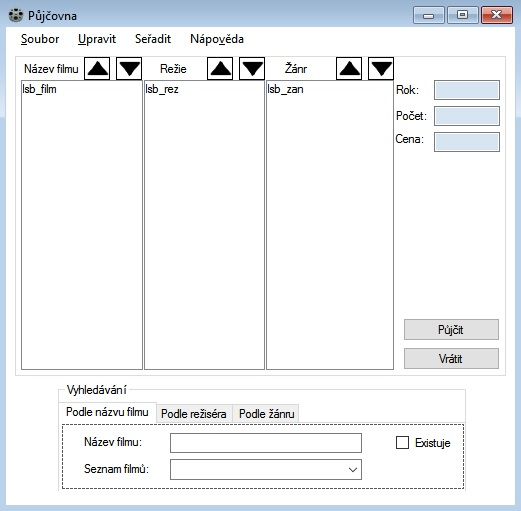 Půjčovna
Soubor Upravit Seřadit Nápověda
Název filmu Režie Žánr
lsb_film lsb_rez lsb_zan
Rok:
Počet:
Cena:
Půjčit
Vrátit
Vyhledávání
Podle názvu filmu Podle režiséra Podle žánru
Název filmu: Existuje
Seznam filmů: